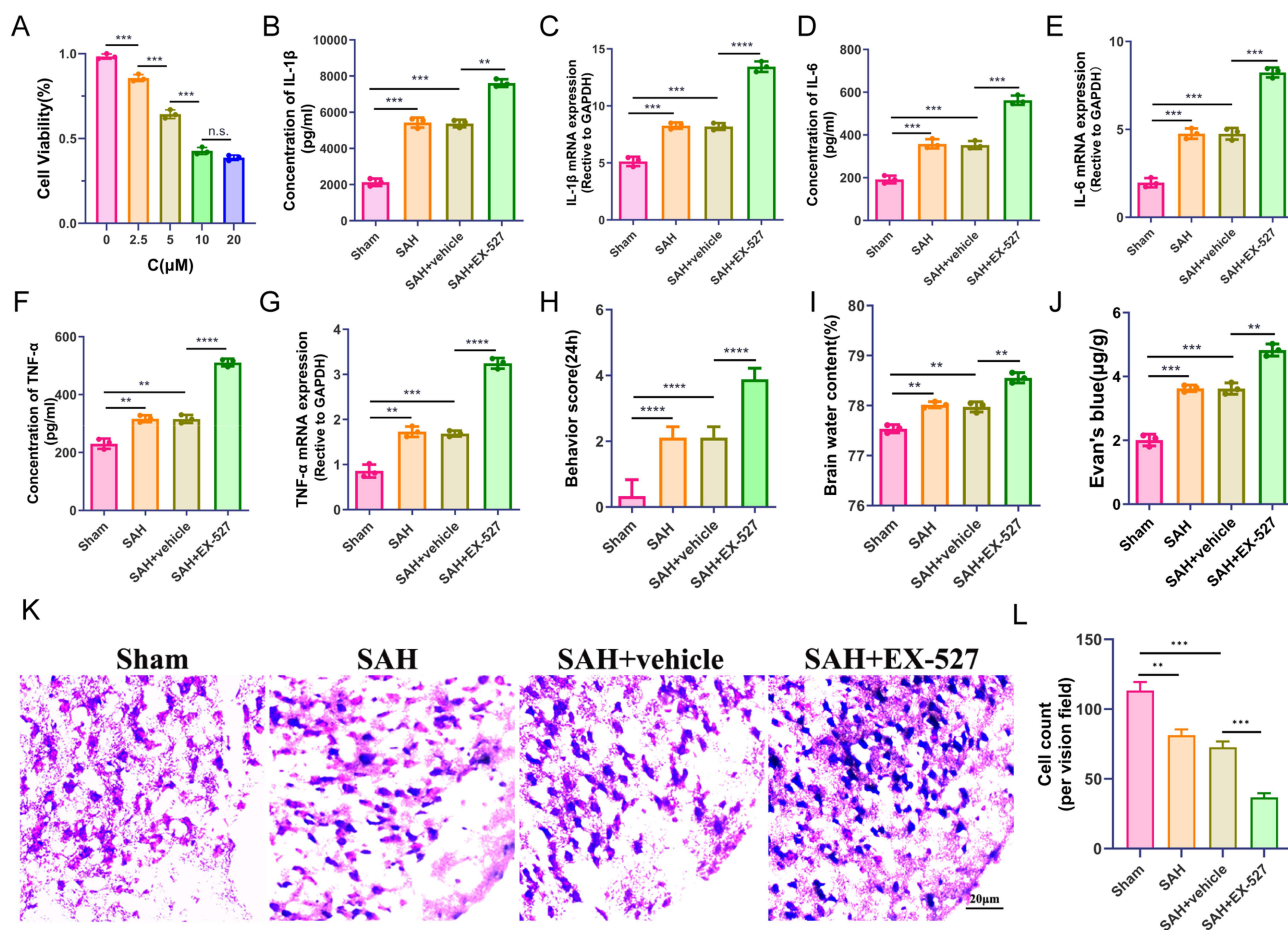 A
Cell Viability(%)
1.0
0.5
0.0
***
***
***
n.s.
0 2.5 5 10 20
C(μM)
B
Concentration of IL-1β
(pg/ml)
10000
8000
6000
4000
2000
0
***
***
**
Sham
SAH
SAH+vehicle
SAH+EX-527
C
IL-1β mRNA expression
(Rective to GAPDH)
15
10
5
0
***
***
****
Sham
SAH
SAH+vehicle
SAH+EX-527
D
Concentration of IL-6
(pg/ml)
800
600
400
200
0
***
***
***
Sham
SAH
SAH+vehicle
SAH+EX-527
E
IL-6 mRNA expression
(Rective to GAPDH)
10
8
6
4
2
0
***
***
***
Sham
SAH
SAH+vehicle
SAH+EX-527
F
Concentration of TNF-α
(pg/ml)
600
400
200
0
**
**
****
Sham
SAH
SAH+vehicle
SAH+EX-527
G
TNF-α mRNA expression
(Rective to GAPDH)
4
3
2
1
0
**
***
****
Sham
SAH
SAH+vehicle
SAH+EX-527
H
Behavior score(24h)
6
4
2
0
****
****
****
Sham
SAH
SAH+vehicle
SAH+EX-527
I
Brain water content(%)
80
79
78
77
76
**
**
**
Sham
SAH
SAH+vehicle
SAH+EX-527
J
Evan's blue(μg/g)
6
4
2
0
***
***
**
Sham
SAH
SAH+vehicle
SAH+EX-527
K
Sham SAH SAH+vehicle SAH+EX-527
20μm
L
Cell count
(per vision field)
150
100
50
0
***
**
***
Sham
SAH
SAH+vehicle
SAH+EX-527